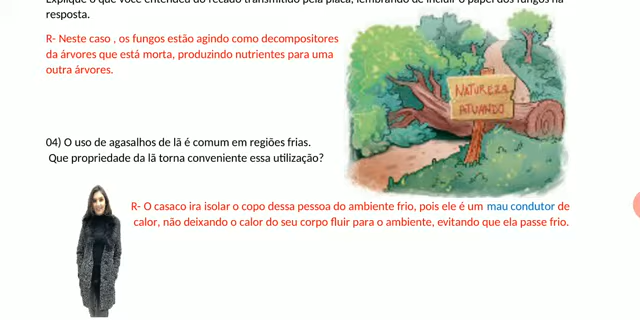 Explique o que você entendeu do recado transmitido pela placa, lembrando de incluir o papel dos fungos na
resposta.
R- Neste caso , os fungos estão agindo como decompositores
da árvores que está morta, produzindo nutrientes para uma
outra árvores.
NATUREZA
ATUANDO
04) O uso de agasalhos de lã é comum em regiões frias.
Que propriedade da lã torna conveniente essa utilização?
R- O casaco ira isolar o copo dessa pessoa do ambiente frio, pois ele é um mau condutor de
calor, não deixando o calor do seu corpo fluir para o ambiente, evitando que ela passe frio.